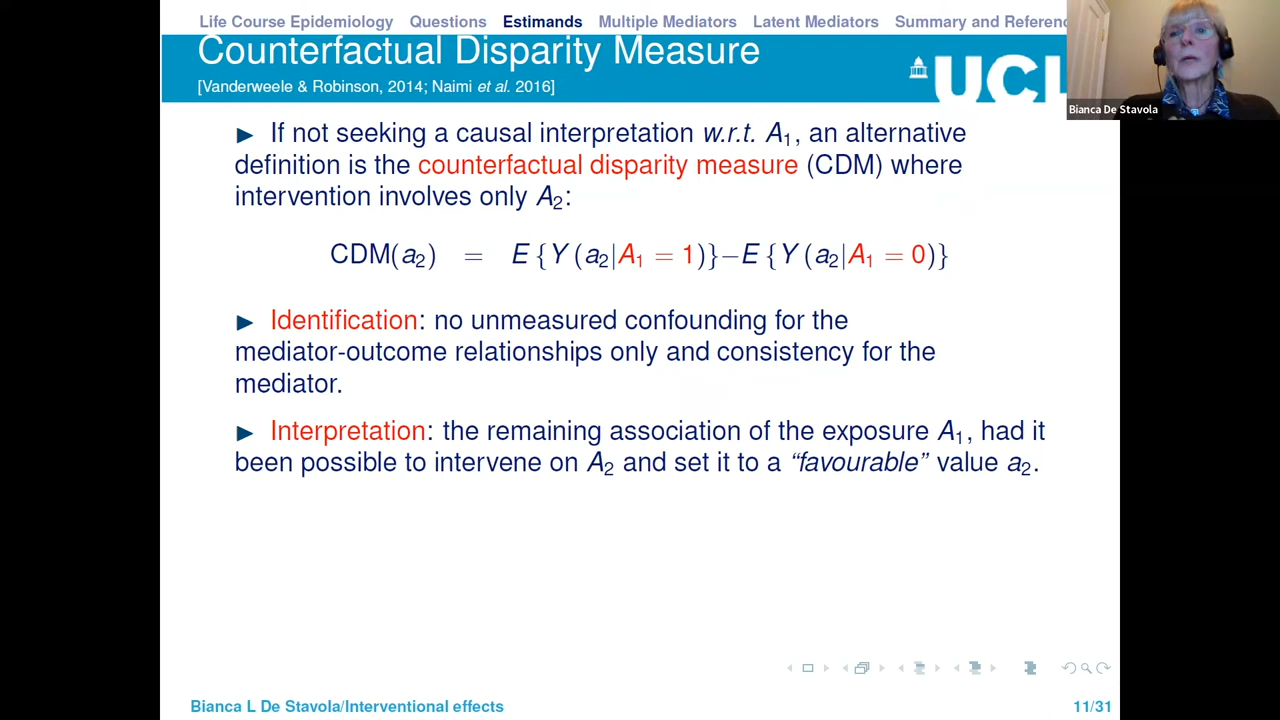 Life Course Epidemiology Questions Estimands Multiple Mediators Latent Mediators Summary and Referenc
Counterfactual Disparity Measure
[Vanderweele & Robinson, 2014; Naimi et al. 2016]
UCL
Bianca De Stavola
► If not seeking a causal interpretation w.r.t. A₁, an alternative
definition is the counterfactual disparity measure (CDM) where
intervention involves only A₂:
CDM(a₂) = E {Y (a₂|A₁ = 1)}−E {Y (a₂|A₁ = 0)}
► Identification: no unmeasured confounding for the
mediator-outcome relationships only and consistency for the
mediator.
► Interpretation: the remaining association of the exposure A₁, had it
been possible to intervene on A₂ and set it to a “favourable” value a₂.
Bianca L De Stavola/Interventional effects 11/31